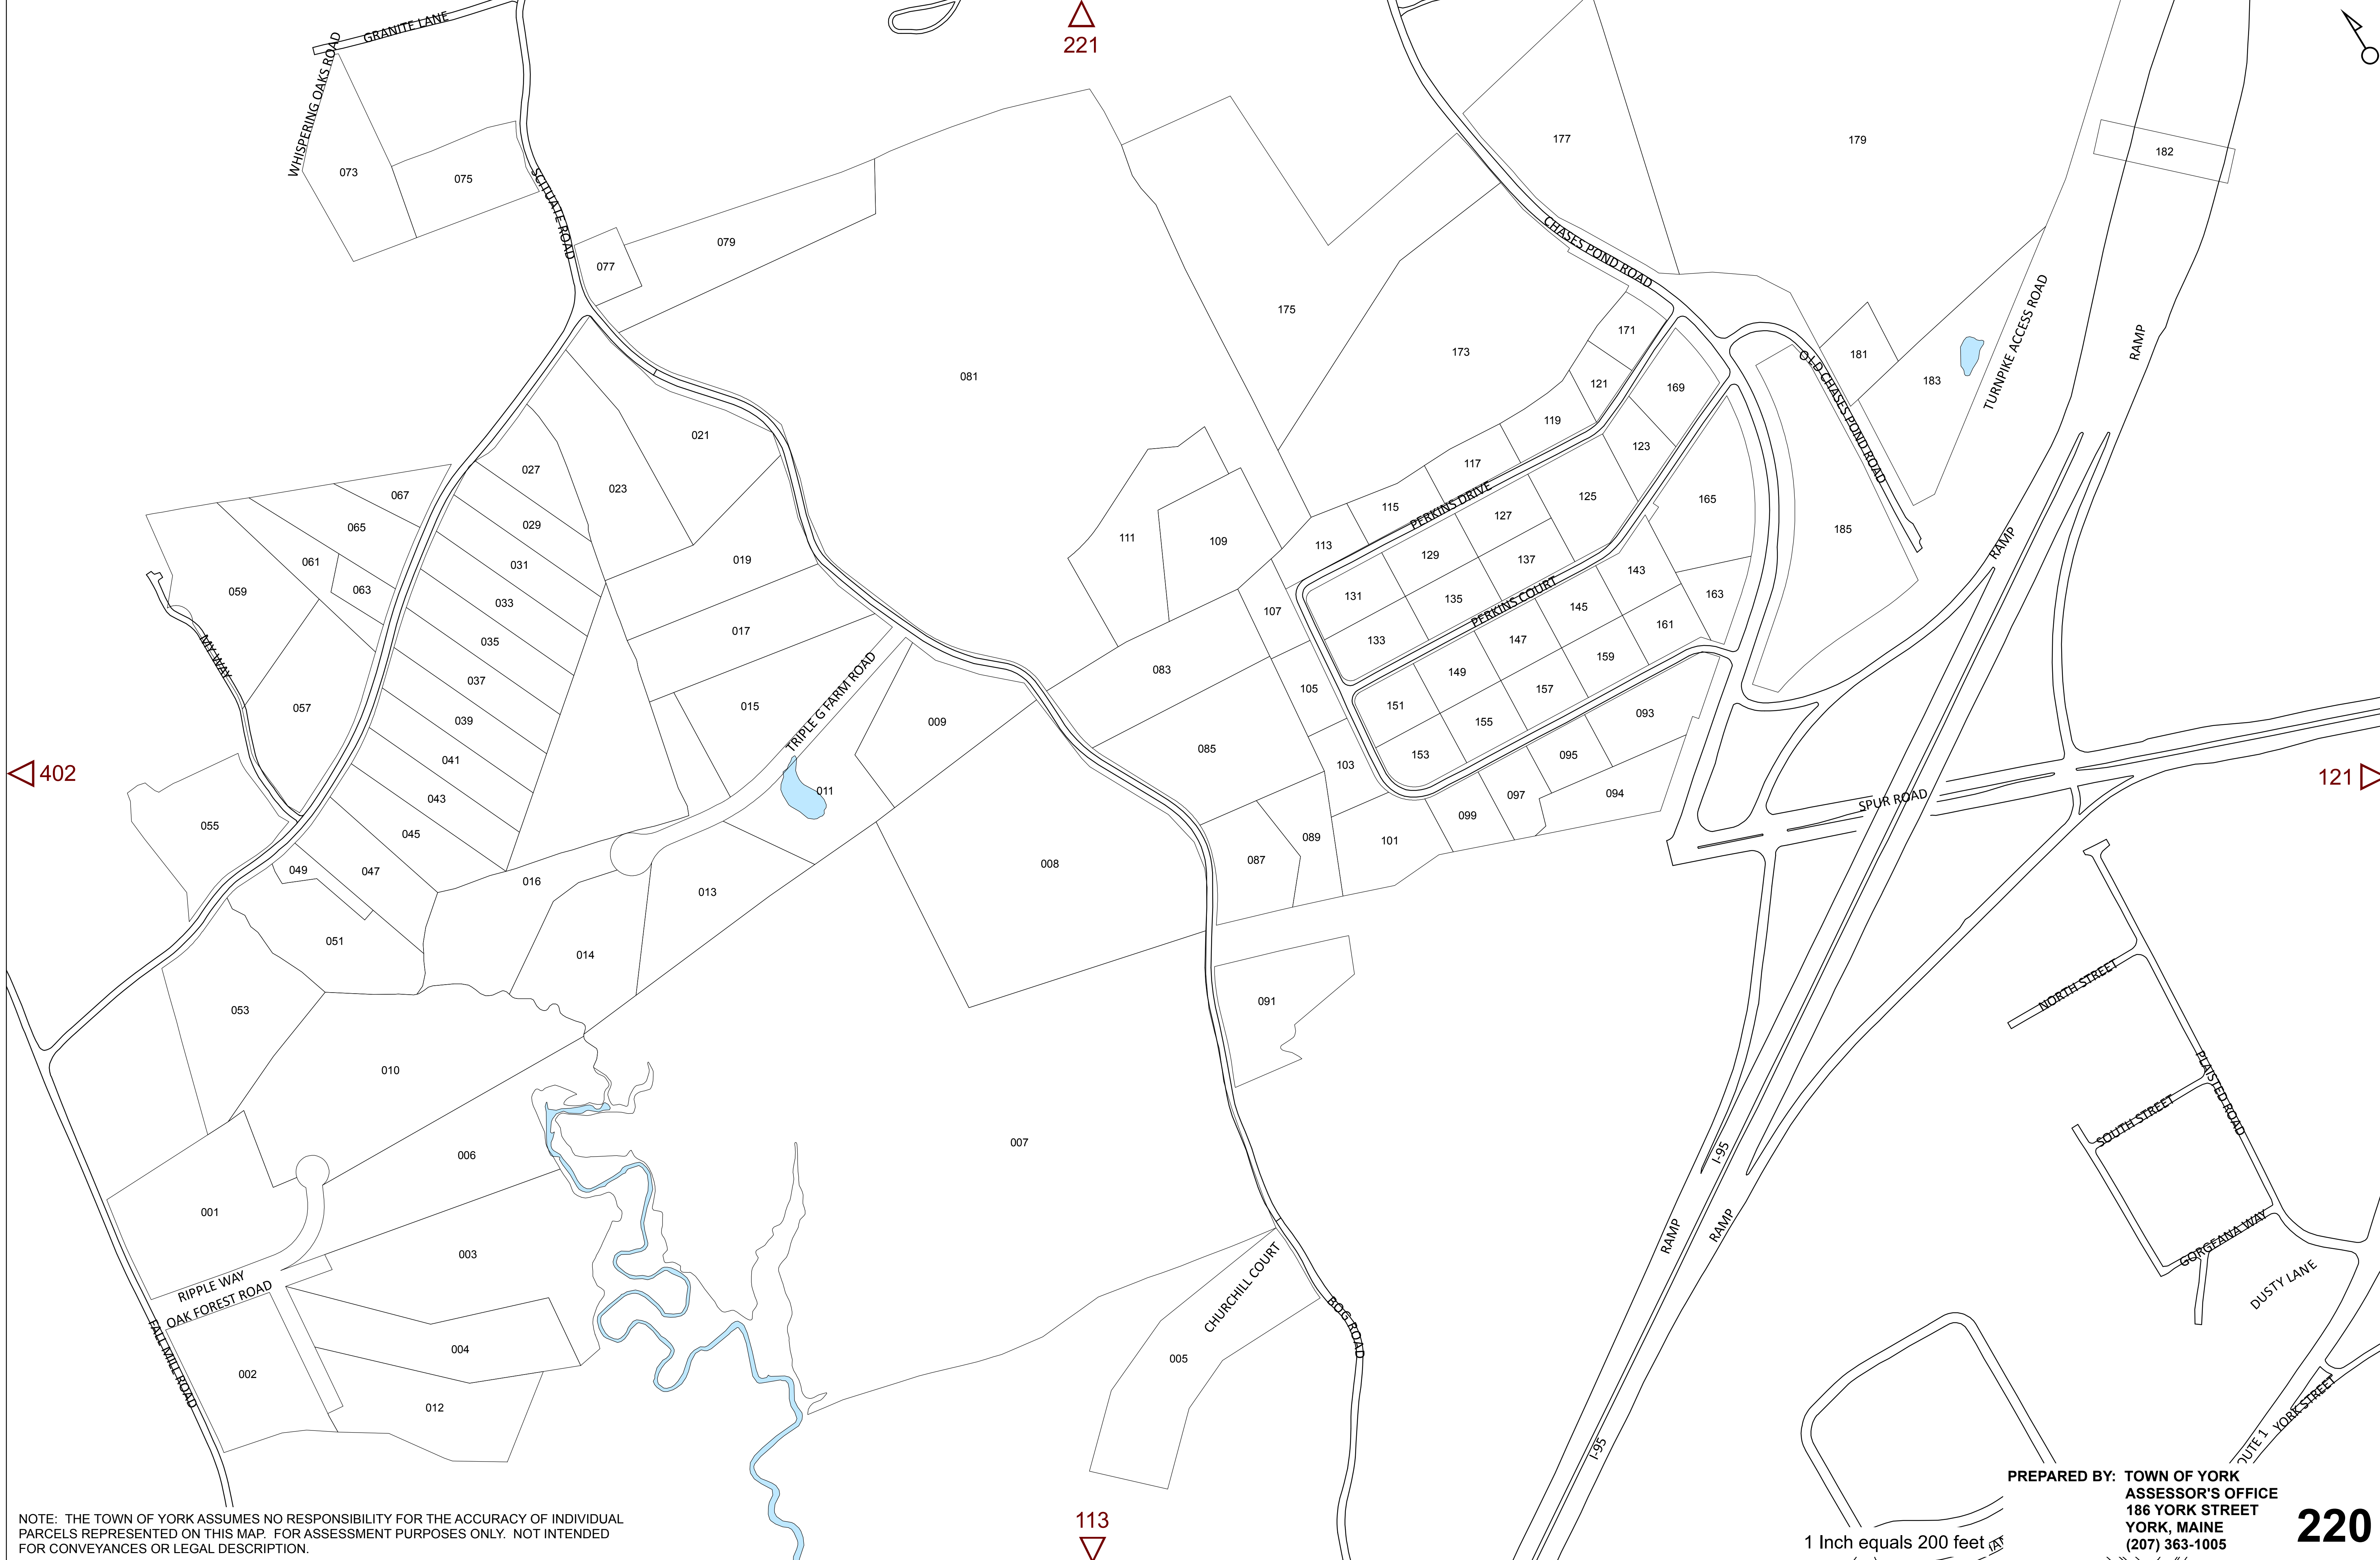 GRANITE LANE
221
WHISPERING OAKS ROAD
177
179
182
073
075
SCITUATE ROAD
CHASES POND ROAD
079
077
175
171
173
RAMP
TURNPIKE ACCESS ROAD
181
183
OLD CHASES POND ROAD
081
121
169
119
021
123
117
027
023
067
115
PERKINS DRIVE
125
165
127
065
029
185
111
109
113
RAMP
129
137
019
061
031
143
063
059
131
135
PERKINS COURT
145
163
033
107
017
133
147
161
035
MY WAY
159
083
149
TRIPLE G FARM ROAD
037
105
157
057
015
151
093
039
009
155
085
153
095
041
103
402
121
011
097
094
043
SPUR ROAD
099
055
045
089
101
087
008
049
047
016
013
051
014
NORTH STREET
091
053
010
PLAISTED ROAD
SOUTH STREET
007
I-95
006
001
RAMP
RAMP
003
GORGEANA WAY
DUSTY LANE
RIPPLE WAY
OAK FOREST ROAD
CHURCHILL COURT
BOG ROAD
FALL MILL ROAD
004
005
002
012
YORK STREET
I-95
OUTE 1
NOTE: THE TOWN OF YORK ASSUMES NO RESPONSIBILITY FOR THE ACCURACY OF INDIVIDUAL
PARCELS REPRESENTED ON THIS MAP. FOR ASSESSMENT PURPOSES ONLY. NOT INTENDED
FOR CONVEYANCES OR LEGAL DESCRIPTION.
113
1 Inch equals 200 feet
PREPARED BY: TOWN OF YORK
ASSESSOR'S OFFICE
186 YORK STREET
YORK, MAINE
(207) 363-1005
220